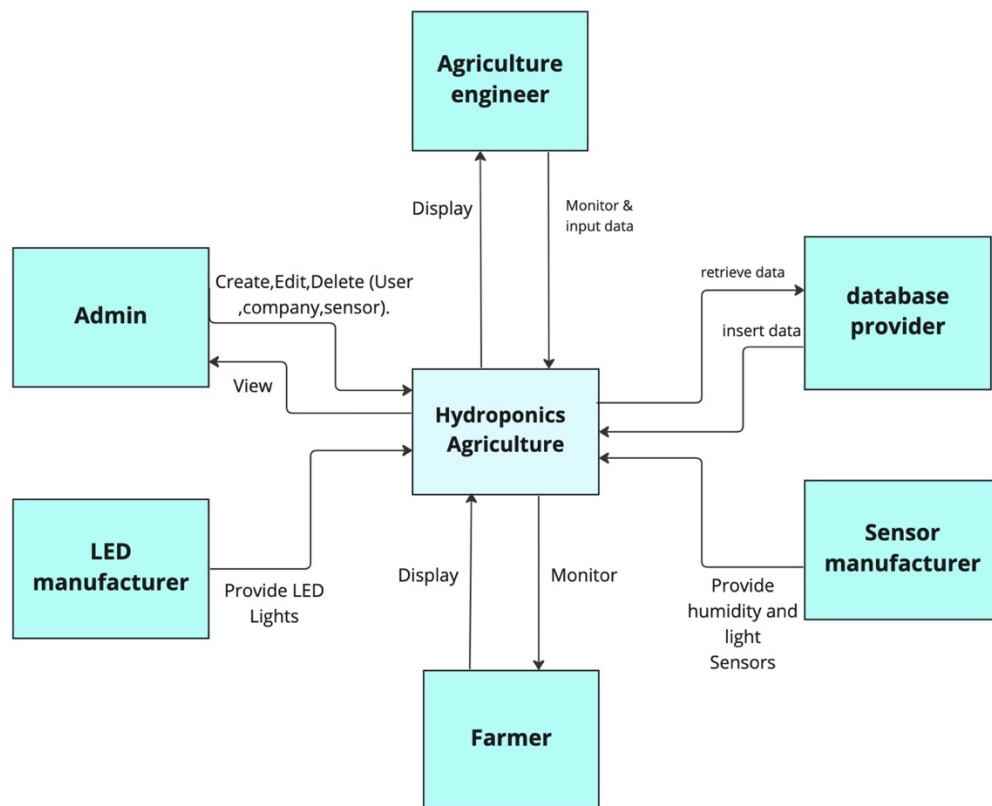 Agriculture
engineer
Display
Monitor &
input data
Admin
Create,Edit,Delete (User
,company,sensor).
View
retrieve data
insert data
database
provider
Hydroponics
Agriculture
LED
manufacturer
Provide LED
Lights
Display
Monitor
Sensor
manufacturer
Provide
humidity and
light
Sensors
Farmer